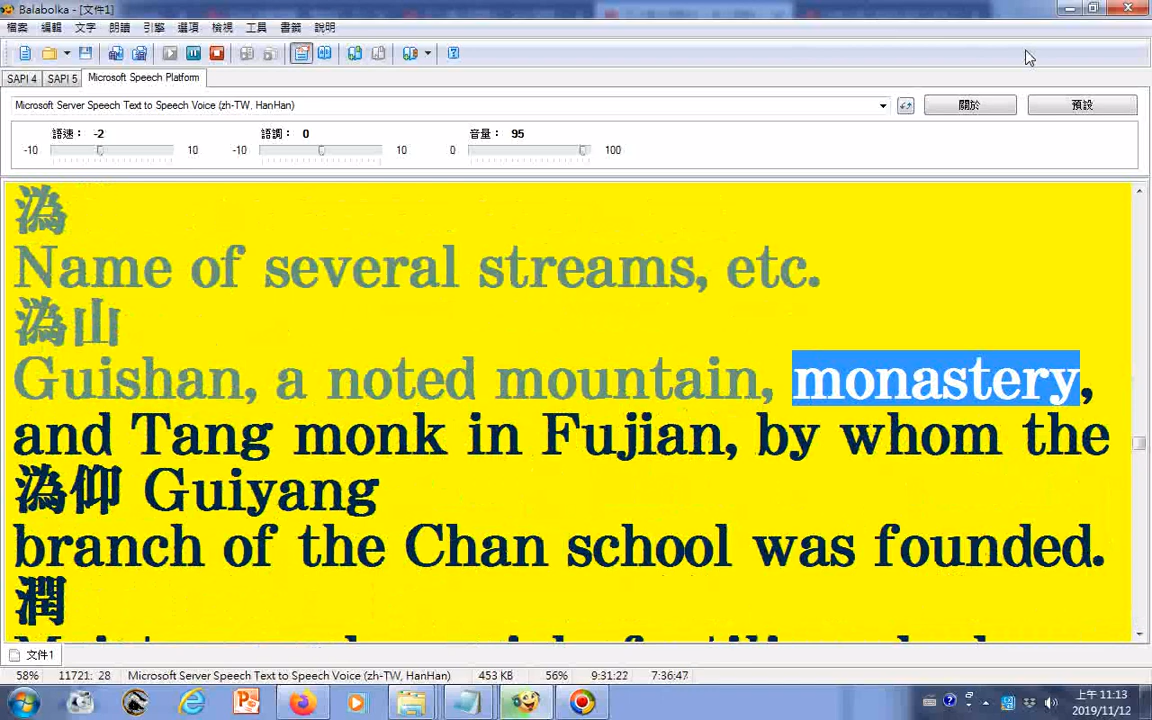 Balabolka - [文件1]
檔案 編輯 文字 朗讀 引擎 選項 檢視 工具 書籤 說明
SAPI 4 SAPI 5 Microsoft Speech Platform
Microsoft Server Speech Text to Speech Voice (zh-TW, HanHan) 關於 預設
語速： -2 語調： 0 音量： 95
-10 10 -10 10 0 100
溈
Name of several streams, etc.
溈山
Guishan, a noted mountain, monastery,
and Tang monk in Fujian, by whom the
溈仰 Guiyang
branch of the Chan school was founded.
潤
文件1
58% 11721: 28 Microsoft Server Speech Text to Speech Voice (zh-TW, HanHan) 453 KB 56% 9:31:22 7:36:47
上午 11:13
2019/11/12